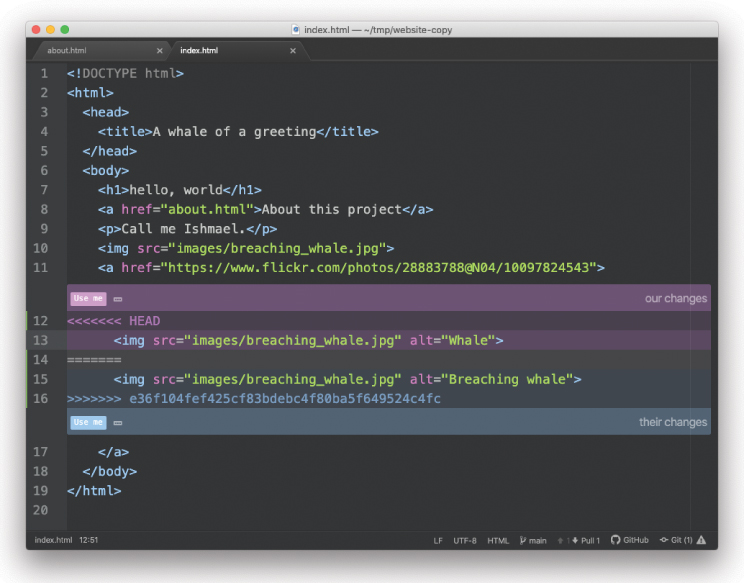 index.html — ~/tmp/website-copy
about.html × index.html ×
1 <!DOCTYPE html>
2 <html>
3 <head>
4 <title>A whale of a greeting</title>
5 </head>
6 <body>
7 <h1>hello, world</h1>
8 <a href="about.html">About this project</a>
9 <p>Call me Ishmael.</p>
10 <img src="images/breaching_whale.jpg">
11 <a href="https://www.flickr.com/photos/28883788@N04/10097824543">
Use me our changes
12 <<<<<<< HEAD
13 <img src="images/breaching_whale.jpg" alt="Whale">
14 =======
15 <img src="images/breaching_whale.jpg" alt="Breaching whale">
16 >>>>>>> e36f104fef425cf83bdebc4f80ba5f649524c4fc
Use me their changes
17 </a>
18 </body>
19 </html>
20
index.html 12:51 LF UTF-8 HTML main 1 Pull 1 GitHub Git (1)